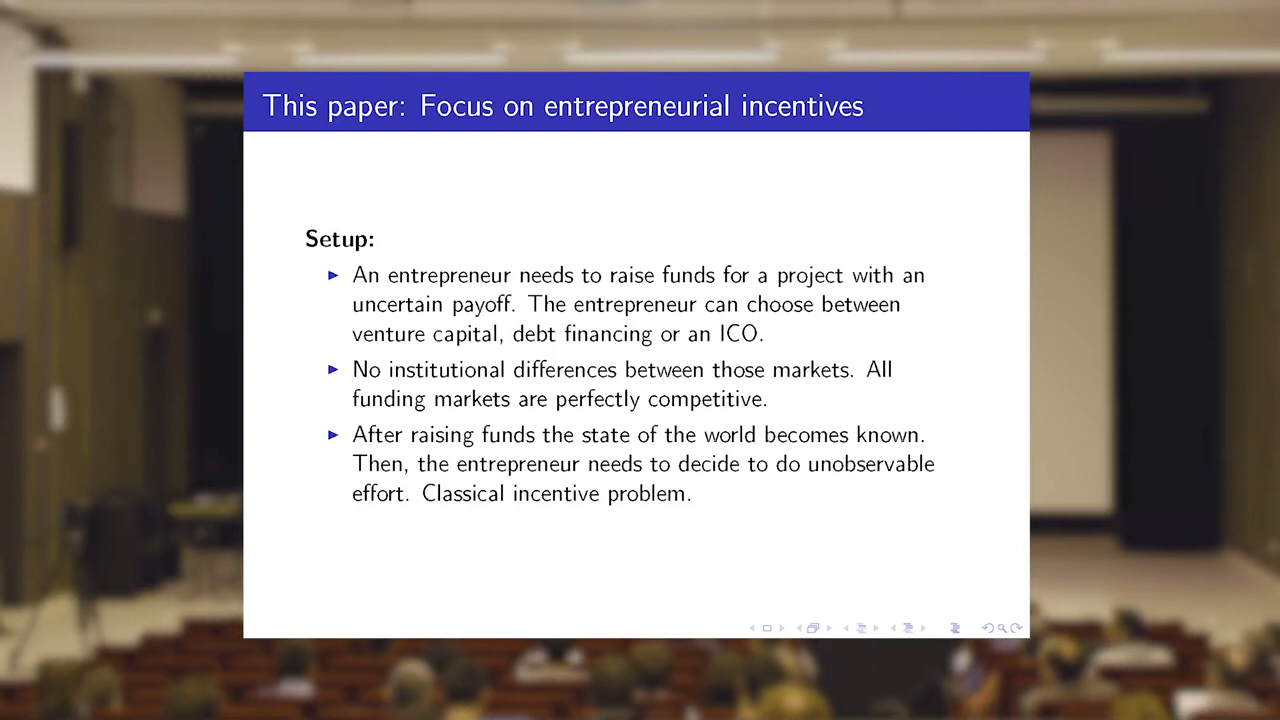 This paper: Focus on entrepreneurial incentives
Setup:
An entrepreneur needs to raise funds for a project with an
uncertain payoff. The entrepreneur can choose between
venture capital, debt financing or an ICO.
No institutional differences between those markets. All
funding markets are perfectly competitive.
After raising funds the state of the world becomes known.
Then, the entrepreneur needs to decide to do unobservable
effort. Classical incentive problem.